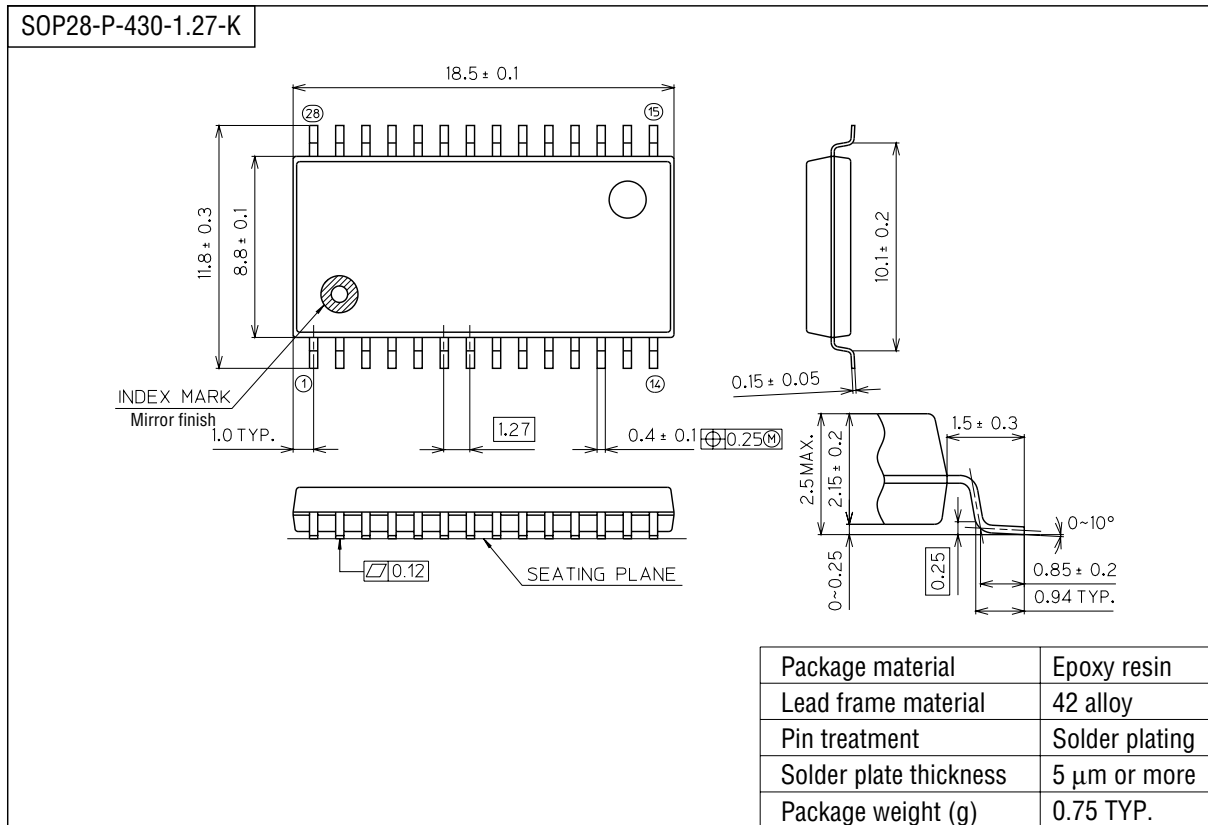 SOP28-P-430-1.27-K
18.5 ± 0.1
28
15
11.8 ± 0.3
8.8 ± 0.1
10.1 ± 0.2
INDEX MARK
Mirror finish
1
14
0.15 ± 0.05
1.0 TYP.
1.27
0.4 ± 0.1
0.25 Ⓜ
2.5 MAX.
2.15 ± 0.2
1.5 ± 0.3
0~10°
0~0.25
0.25
0.85 ± 0.2
0.94 TYP.
0.12
SEATING PLANE
Package material Epoxy resin
Lead frame material 42 alloy
Pin treatment Solder plating
Solder plate thickness 5 µm or more
Package weight (g) 0.75 TYP.